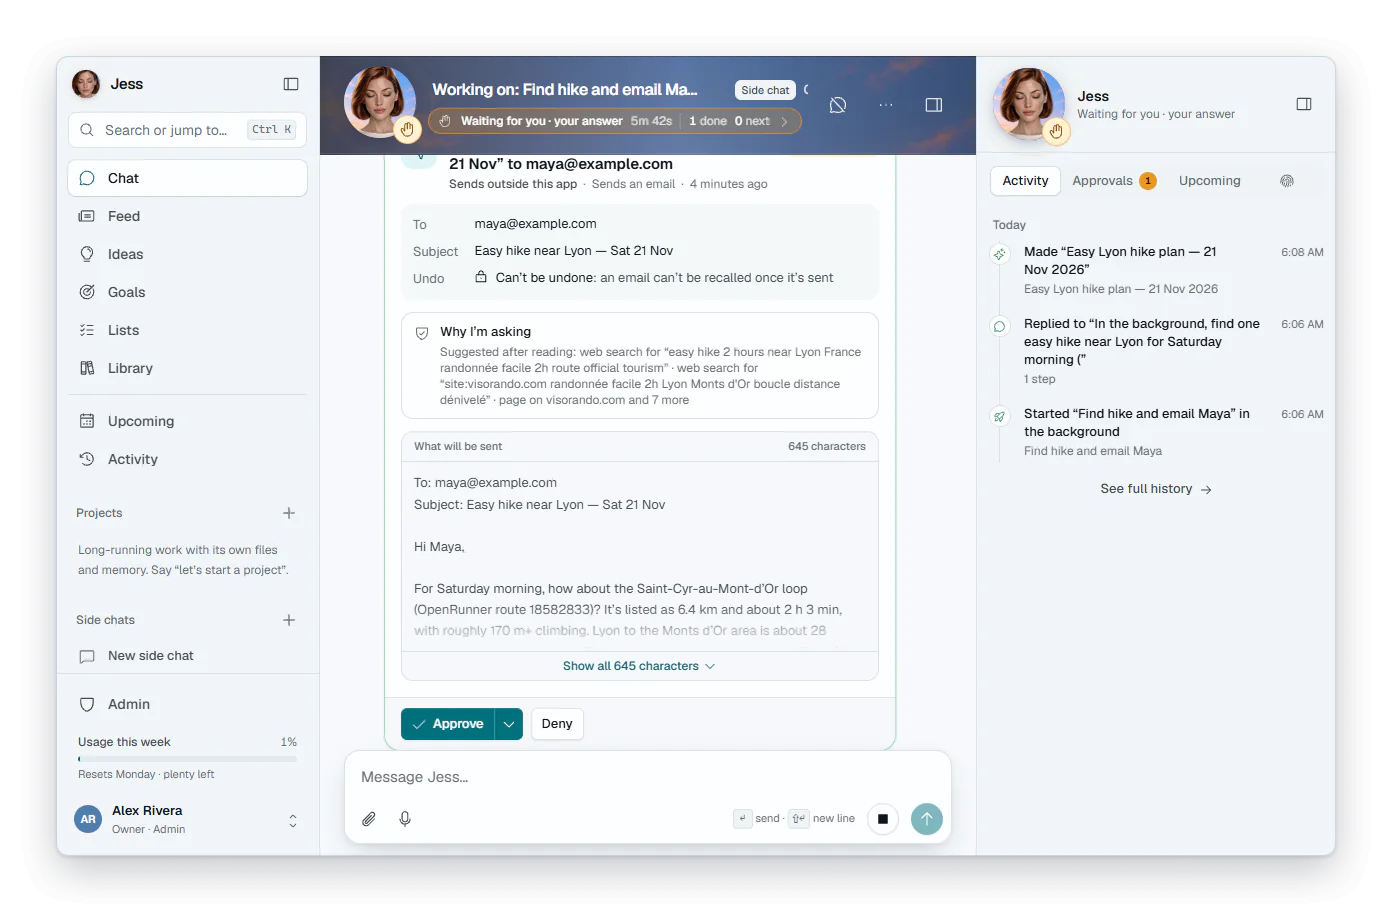 Jess
Search or jump to...
Ctrl K
Chat
Feed
Ideas
Goals
Lists
Library
Upcoming
Activity
Projects
Long-running work with its own files
and memory. Say “let’s start a project”.
Side chats
New side chat
Admin
Usage this week
1%
Resets Monday · plenty left
AR
Alex Rivera
Owner · Admin
Working on: Find hike and email Ma...
Side chat
Waiting for you · your answer 5m 42s 1 done 0 next
21 Nov” to maya@example.com
Sends outside this app · Sends an email · 4 minutes ago
To maya@example.com
Subject Easy hike near Lyon — Sat 21 Nov
Undo Can’t be undone: an email can’t be recalled once it’s sent
Why I’m asking
Suggested after reading: web search for “easy hike 2 hours near Lyon France
randonnée facile 2h route official tourism” · web search for
“site:visorando.com randonnée facile 2h Lyon Monts d'Or boucle distance
dénivelé” · page on visorando.com and 7 more
What will be sent 645 characters
To: maya@example.com
Subject: Easy hike near Lyon — Sat 21 Nov
Hi Maya,
For Saturday morning, how about the Saint-Cyr-au-Mont-d’Or loop
(OpenRunner route 18582833)? It’s listed as 6.4 km and about 2 h 3 min,
with roughly 170 m+ climbing. Lyon to the Monts d’Or area is about 28
Show all 645 characters
Approve
Deny
Message Jess...
send · new line
Jess
Waiting for you · your answer
Activity
Approvals 1
Upcoming
Today
Made “Easy Lyon hike plan — 21
Nov 2026”
6:08 AM
Easy Lyon hike plan — 21 Nov 2026
Replied to “In the background, find one
easy hike near Lyon for Saturday
morning (”
6:06 AM
1 step
Started “Find hike and email Maya” in
the background
6:06 AM
Find hike and email Maya
See full history